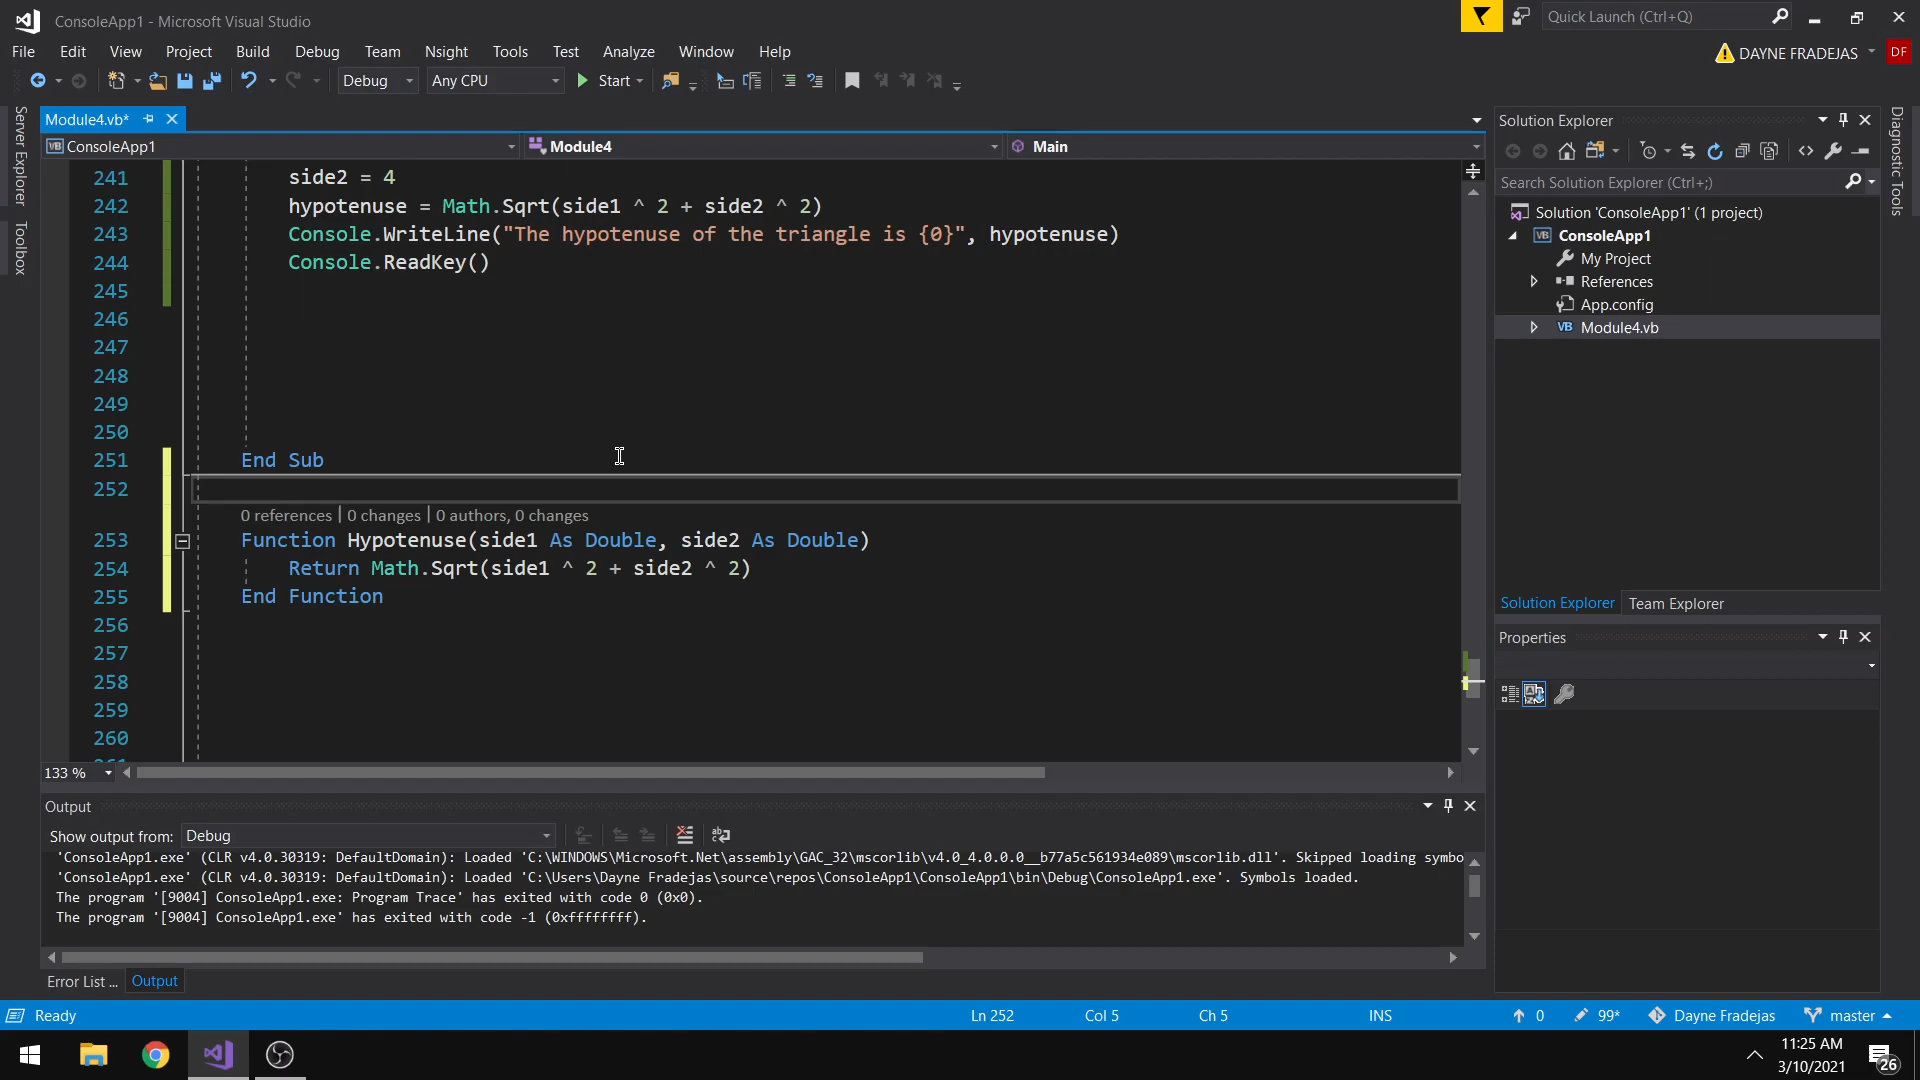 ConsoleApp1 - Microsoft Visual Studio
Quick Launch (Ctrl+Q)
File Edit View Project Build Debug Team Nsight Tools Test Analyze Window Help
DAYNE FRADEJAS DF
Debug Any CPU Start
Server Explorer
Toolbox
Module4.vb*
ConsoleApp1 Module4 Main
241 side2 = 4
242 hypotenuse = Math.Sqrt(side1 ^ 2 + side2 ^ 2)
243 Console.WriteLine("The hypotenuse of the triangle is {0}", hypotenuse)
244 Console.ReadKey()
245
246
247
248
249
250
251 End Sub
252
0 references | 0 changes | 0 authors, 0 changes
253 Function Hypotenuse(side1 As Double, side2 As Double)
254 Return Math.Sqrt(side1 ^ 2 + side2 ^ 2)
255 End Function
256
257
258
259
260
133 %
Output
Show output from: Debug
'ConsoleApp1.exe' (CLR v4.0.30319: DefaultDomain): Loaded 'C:\WINDOWS\Microsoft.Net\assembly\GAC_32\mscorlib\v4.0_4.0.0.0__b77a5c561934e089\mscorlib.dll'. Skipped loading symbo
'ConsoleApp1.exe' (CLR v4.0.30319: DefaultDomain): Loaded 'C:\Users\Dayne Fradejas\source\repos\ConsoleApp1\ConsoleApp1\bin\Debug\ConsoleApp1.exe'. Symbols loaded.
The program '[9004] ConsoleApp1.exe: Program Trace' has exited with code 0 (0x0).
The program '[9004] ConsoleApp1.exe' has exited with code -1 (0xffffffff).
Error List ... Output
Solution Explorer
Search Solution Explorer (Ctrl+;)
Solution 'ConsoleApp1' (1 project)
VB ConsoleApp1
My Project
References
App.config
VB Module4.vb
Solution Explorer Team Explorer
Properties
Diagnostic Tools
Ready Ln 252 Col 5 Ch 5 INS 0 99* Dayne Fradejas master
11:25 AM
3/10/2021
26